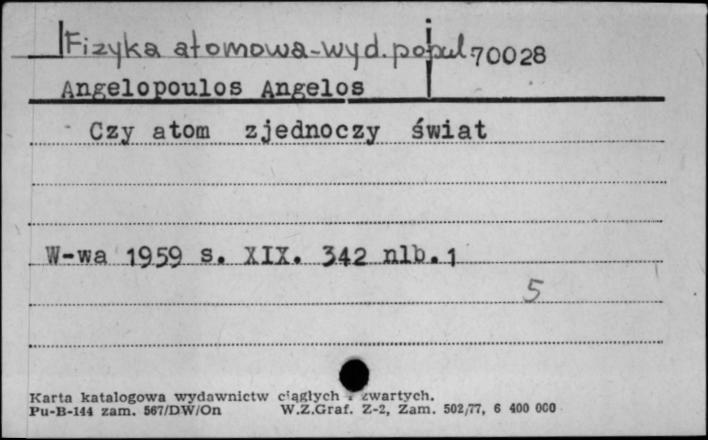 Fizyka atomowa-wyd. popul. 70028
Angelopoulos Angelos
Czy atom zjednoczy świat
W-wa 1959 s. XIX. 342 nlb. 1
5
Karta katalogowa wydawnictw ciągłych i zwartych.
Pu-B-144 zam. 567/DW/On W.Z.Graf. Z-2, Zam. 502/77, 6 400 000